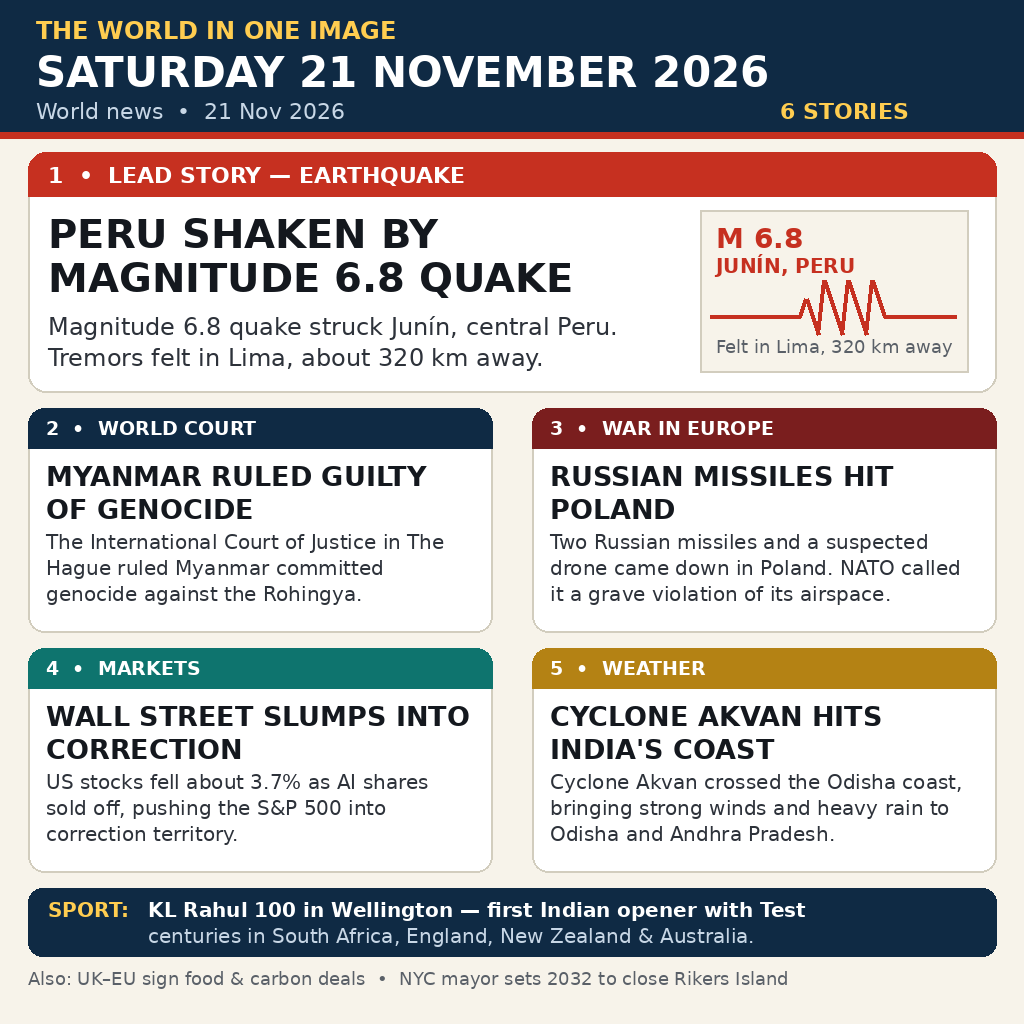 THE WORLD IN ONE IMAGE
SATURDAY 21 NOVEMBER 2026
World news • 21 Nov 2026
6 STORIES
1 • LEAD STORY — EARTHQUAKE
PERU SHAKEN BY
MAGNITUDE 6.8 QUAKE
Magnitude 6.8 quake struck Junín, central Peru.
Tremors felt in Lima, about 320 km away.
M 6.8
JUNÍN, PERU
Felt in Lima, 320 km away
2 • WORLD COURT
MYANMAR RULED GUILTY
OF GENOCIDE
The International Court of Justice in The
Hague ruled Myanmar committed
genocide against the Rohingya.
3 • WAR IN EUROPE
RUSSIAN MISSILES HIT
POLAND
Two Russian missiles and a suspected
drone came down in Poland. NATO called
it a grave violation of its airspace.
4 • MARKETS
WALL STREET SLUMPS INTO
CORRECTION
US stocks fell about 3.7% as AI shares
sold off, pushing the S&P 500 into
correction territory.
5 • WEATHER
CYCLONE AKVAN HITS
INDIA'S COAST
Cyclone Akvan crossed the Odisha coast,
bringing strong winds and heavy rain to
Odisha and Andhra Pradesh.
SPORT: KL Rahul 100 in Wellington — first Indian opener with Test
centuries in South Africa, England, New Zealand & Australia.
Also: UK–EU sign food & carbon deals • NYC mayor sets 2032 to close Rikers Island